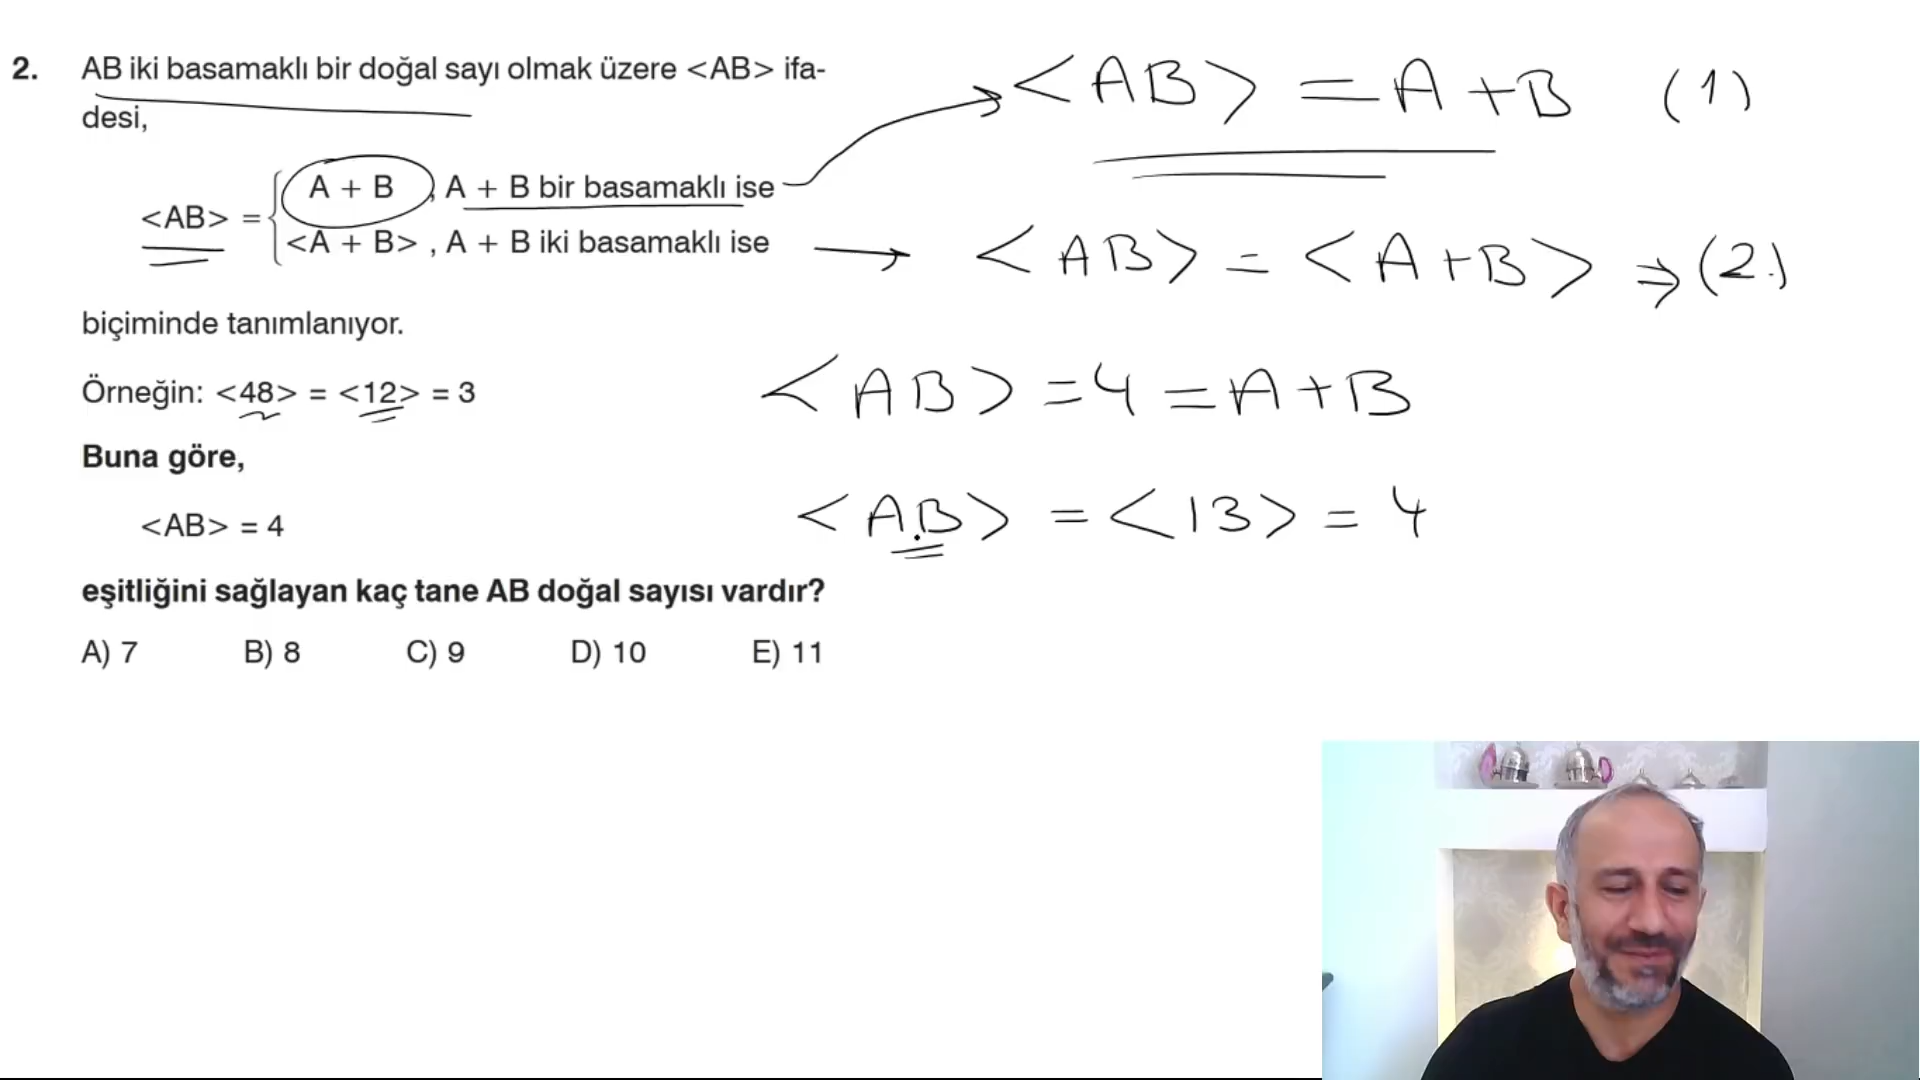 2. AB iki basamaklı bir doğal sayı olmak üzere <AB> ifa-
desi,
<AB> = { A + B , A + B bir basamaklı ise
<A + B> , A + B iki basamaklı ise
biçiminde tanımlanıyor.
Örneğin: <48> = <12> = 3
Buna göre,
<AB> = 4
eşitliğini sağlayan kaç tane AB doğal sayısı vardır?
A) 7 B) 8 C) 9 D) 10 E) 11
<AB> = A + B (1)
<AB> = <A + B> ⇒ (2)
<AB> = 4 = A + B
<AB> = <13> = 4